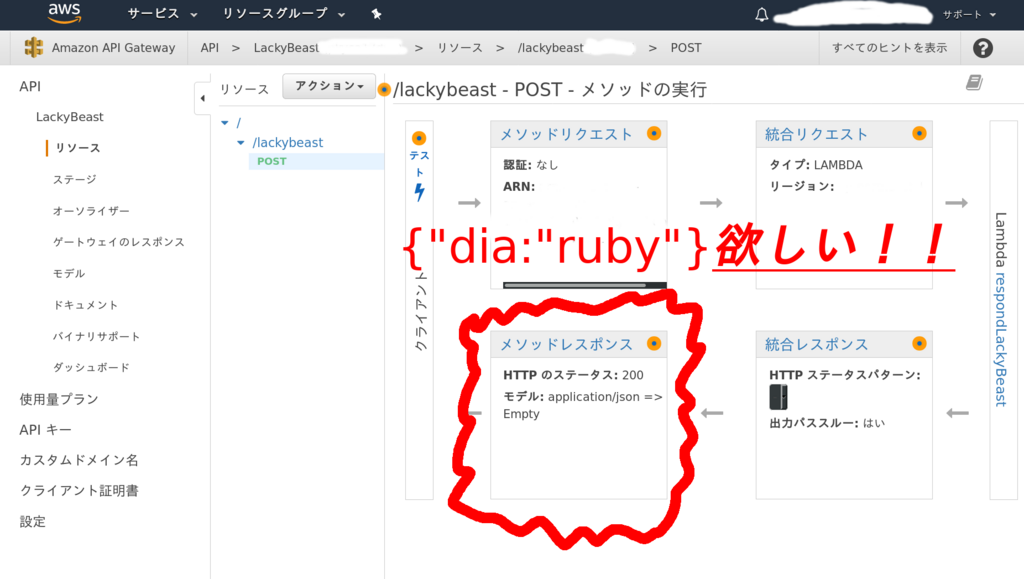 aws
サービス
リソースグループ
サポート
Amazon API Gateway
API > LackyBeast > リソース > /lackybeast > POST
すべてのヒントを表示
?
API
LackyBeast
リソース
ステージ
オーソライザー
ゲートウェイのレスポンス
モデル
ドキュメント
バイナリサポート
ダッシュボード
使用量プラン
API キー
カスタムドメイン名
クライアント証明書
設定
リソース
アクション
/
/lackybeast
POST
/lackybeast - POST - メソッドの実行
テス
ト
クライアント
メソッドリクエスト
認証: なし
ARN:
統合リクエスト
タイプ: LAMBDA
リージョン:
{"dia:"ruby"}欲しい！！
メソッドレスポンス
HTTP のステータス: 200
モデル: application/json =>
Empty
統合レスポンス
HTTP ステータスパターン:
出力パススルー: はい
Lambda respondLackyBeast